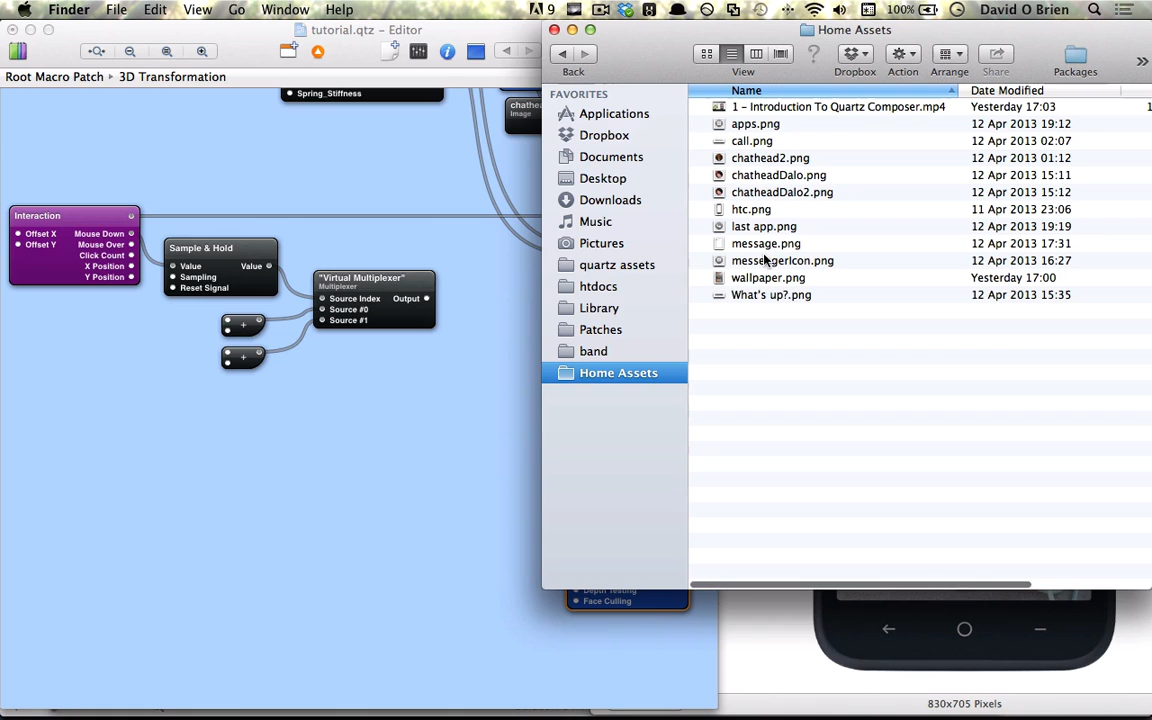 Finder File Edit View Go Window Help 9 100% David O Brien
tutorial.qtz – Editor
Root Macro Patch 3D Transformation
Spring_Stiffness
chathea
Image
Interaction
Offset X Mouse Down
Offset Y Mouse Over
Click Count
X Position
Y Position
Sample & Hold
Value Value
Sampling
Reset Signal
"Virtual Multiplexer"
Multiplexer
Source Index Output
Source #0
Source #1
+
+
Depth Testing
Face Culling
Home Assets
Back View Dropbox Action Arrange Share Packages
FAVORITES
Applications
Dropbox
Documents
Desktop
Downloads
Music
Pictures
quartz assets
htdocs
Library
Patches
band
Home Assets
Name Date Modified
1 – Introduction To Quartz Composer.mp4 Yesterday 17:03 1
apps.png 12 Apr 2013 19:12
call.png 12 Apr 2013 02:07
chathead2.png 12 Apr 2013 01:12
chatheadDalo.png 12 Apr 2013 15:11
chatheadDalo2.png 12 Apr 2013 15:12
htc.png 11 Apr 2013 23:06
last app.png 12 Apr 2013 19:19
message.png 12 Apr 2013 17:31
messengerIcon.png 12 Apr 2013 16:27
wallpaper.png Yesterday 17:00
What's up?.png 12 Apr 2013 15:35
830x705 Pixels